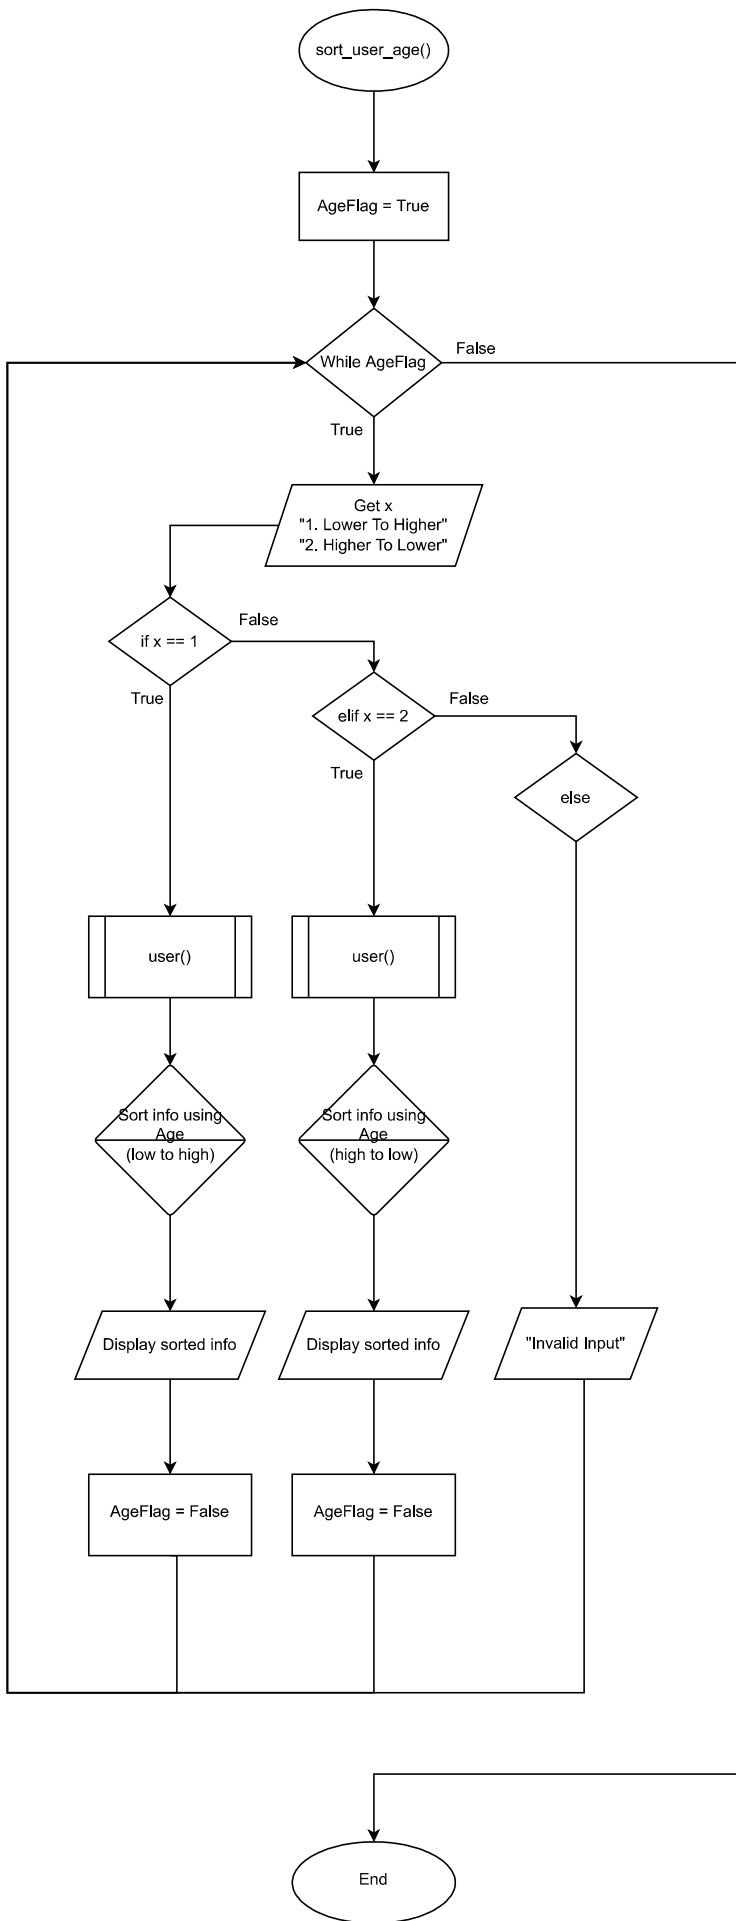 sort_user_age()
AgeFlag = True
While AgeFlag
False
True
Get x
"1. Lower To Higher"
"2. Higher To Lower"
if x == 1
False
True
elif x == 2
False
True
else
user()
user()
Sort info using
Age
(low to high)
Sort info using
Age
(high to low)
Display sorted info
Display sorted info
"Invalid Input"
AgeFlag = False
AgeFlag = False
End